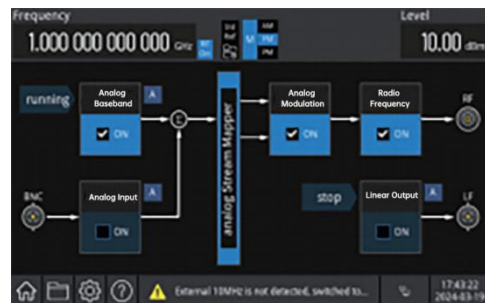 Frequency
Level
1.000 000 000 000 GHz
RF
On
Ref
M
AM
FM
PM
10.00 dBm
running
Analog
Baseband
A
ON
analog Stream Mapper
Analog
Modulation
ON
Radio
Frequency
ON
RF
BNC
Analog Input
A
ON
stop
Linear Output
A
ON
LF
External 10MHz is not detected, switched to...
17:43:22
2024-03-19